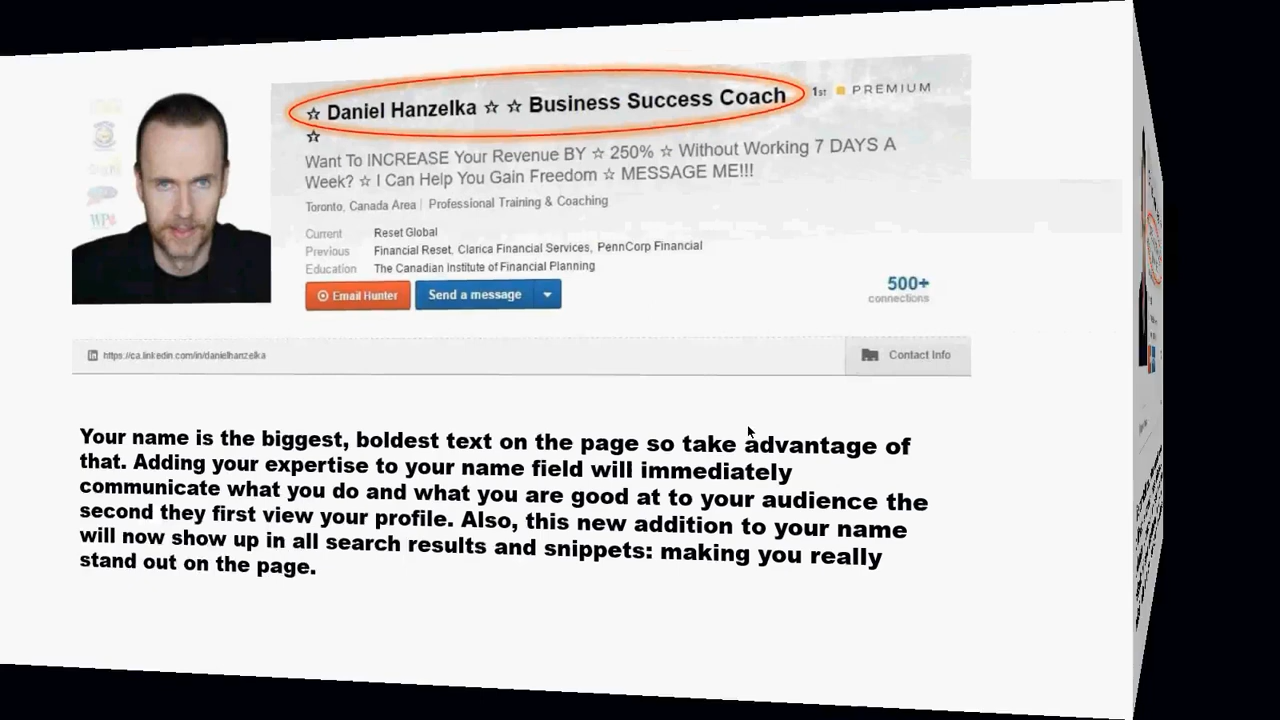 ☆ Daniel Hanzelka ☆ ☆ Business Success Coach
☆
1st PREMIUM
Want To INCREASE Your Revenue BY ☆ 250% ☆ Without Working 7 DAYS A
Week? ☆ I Can Help You Gain Freedom ☆ MESSAGE ME!!!
Toronto, Canada Area | Professional Training & Coaching
Current Reset Global
Previous Financial Reset, Clarica Financial Services, PennCorp Financial
Education The Canadian Institute of Financial Planning
Email Hunter
Send a message
500+
connections
https://ca.linkedin.com/in/danielhanzelka
Contact Info
Your name is the biggest, boldest text on the page so take advantage of
that. Adding your expertise to your name field will immediately
communicate what you do and what you are good at to your audience the
second they first view your profile. Also, this new addition to your name
will now show up in all search results and snippets: making you really
stand out on the page.